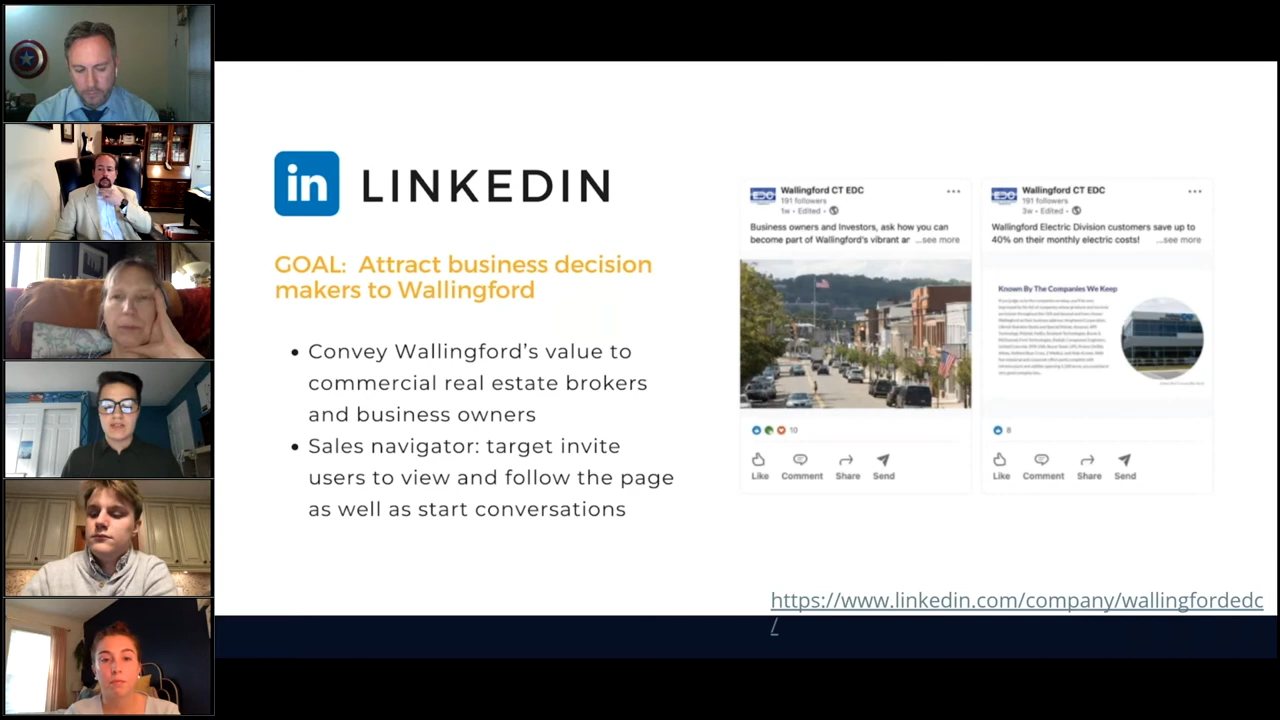 in LINKEDIN
GOAL: Attract business decision
makers to Wallingford
• Convey Wallingford's value to
commercial real estate brokers
and business owners
• Sales navigator: target invite
users to view and follow the page
as well as start conversations
EDC Wallingford CT EDC
191 followers
1w • Edited •
Business owners and Investors, ask how you can
become part of Wallingford's vibrant ar ...see more
10
Like Comment Share Send
EDC Wallingford CT EDC
191 followers
3w • Edited •
Wallingford Electric Division customers save up to
40% on their monthly electric costs! ...see more
Known By The Companies We Keep
8
Like Comment Share Send
https://www.linkedin.com/company/wallingfordedc
/